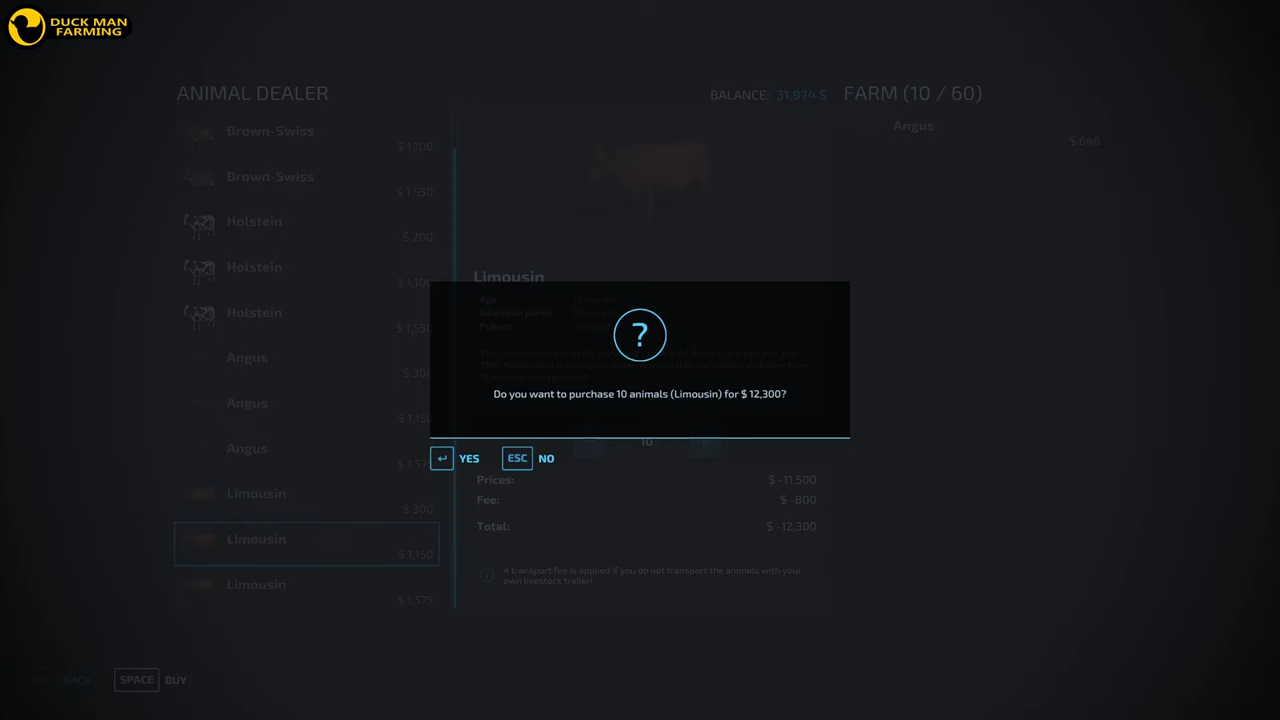 DUCK MAN
FARMING
ANIMAL DEALER
BALANCE: 31,974 $
FARM (10 / 60)
Brown-Swiss
$ 1,100
Brown-Swiss
$ 1,550
Holstein
$ 200
Holstein
$ 1,100
Holstein
$ 1,550
Angus
$ 300
Angus
$ 1,150
Angus
$ 1,575
Limousin
$ 300
Limousin
$ 1,150
Limousin
$ 1,575
Angus
$ 646
Limousin
Age:
Gestation period:
?
Do you want to purchase 10 animals (Limousin) for $ 12,300?
10
YES
ESC NO
Prices: $ -11,500
Fee: $ -800
Total: $ -12,300
A transport fee is applied if you do not transport the animals with your
own livestock trailer!
BACK
SPACE BUY